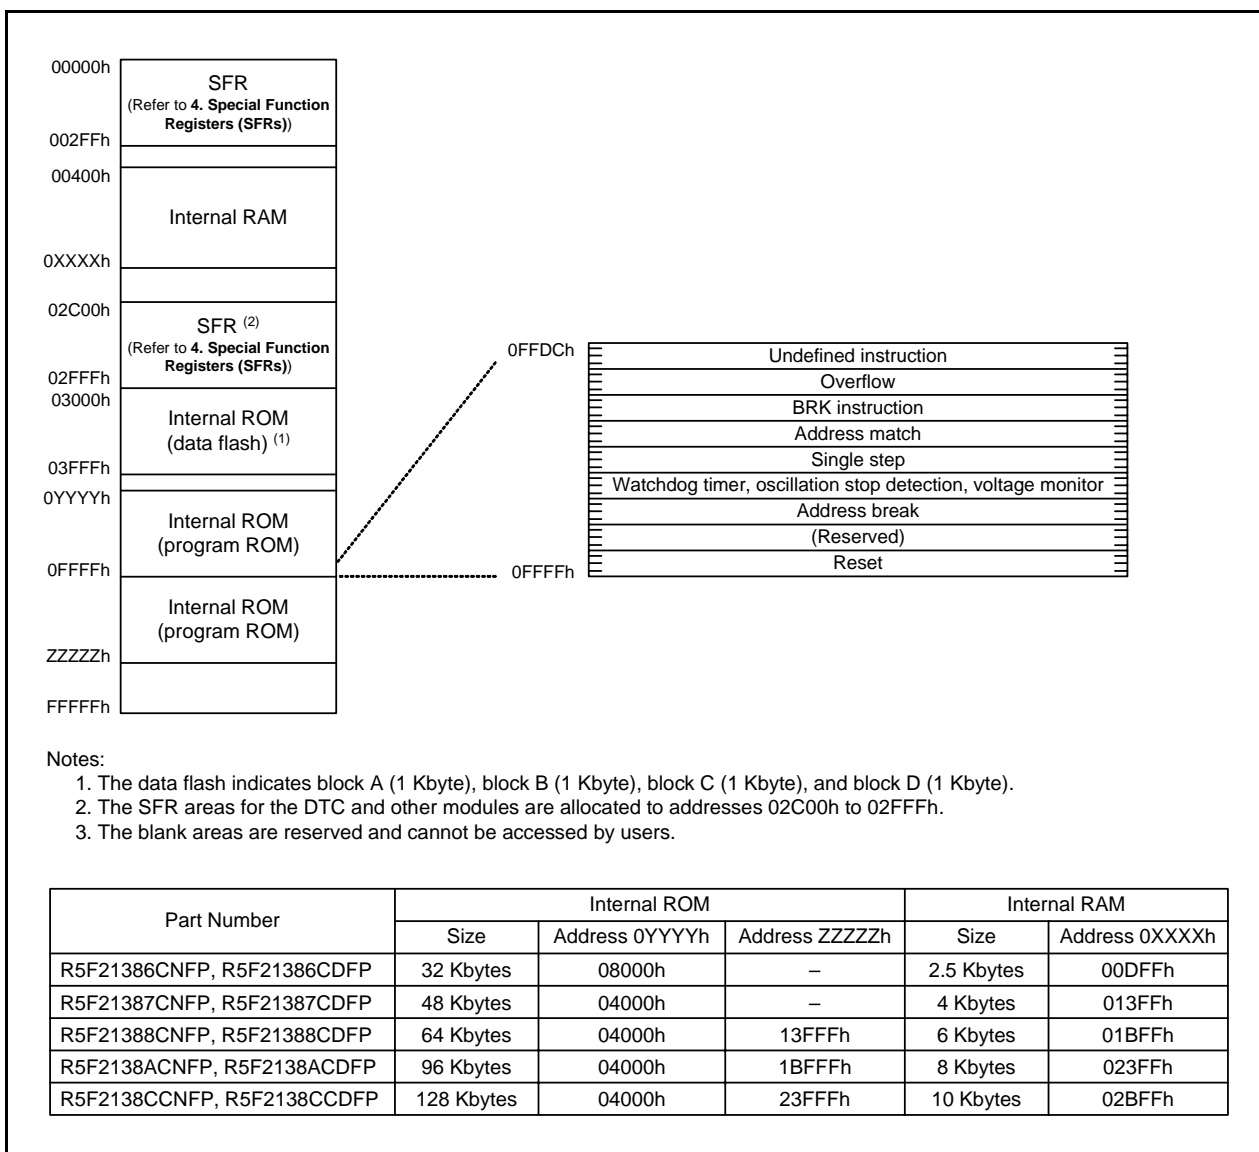 00000h
SFR
(Refer to 4. Special Function
Registers (SFRs))
002FFh
00400h
Internal RAM
0XXXXh
02C00h
SFR (2)
(Refer to 4. Special Function
Registers (SFRs))
02FFFh
03000h
Internal ROM
(data flash) (1)
03FFFh
0YYYYh
Internal ROM
(program ROM)
0FFFFh
Internal ROM
(program ROM)
ZZZZZh
FFFFFh
0FFDCh
Undefined instruction
Overflow
BRK instruction
Address match
Single step
Watchdog timer, oscillation stop detection, voltage monitor
Address break
(Reserved)
0FFFFh
Reset
Notes:
1. The data flash indicates block A (1 Kbyte), block B (1 Kbyte), block C (1 Kbyte), and block D (1 Kbyte).
2. The SFR areas for the DTC and other modules are allocated to addresses 02C00h to 02FFFh.
3. The blank areas are reserved and cannot be accessed by users.
Part Number Internal ROM Internal RAM
Size Address 0YYYYh Address ZZZZZh Size Address 0XXXXh
R5F21386CNFP, R5F21386CDFP 32 Kbytes 08000h – 2.5 Kbytes 00DFFh
R5F21387CNFP, R5F21387CDFP 48 Kbytes 04000h – 4 Kbytes 013FFh
R5F21388CNFP, R5F21388CDFP 64 Kbytes 04000h 13FFFh 6 Kbytes 01BFFh
R5F2138ACNFP, R5F2138ACDFP 96 Kbytes 04000h 1BFFFh 8 Kbytes 023FFh
R5F2138CCNFP, R5F2138CCDFP 128 Kbytes 04000h 23FFFh 10 Kbytes 02BFFh